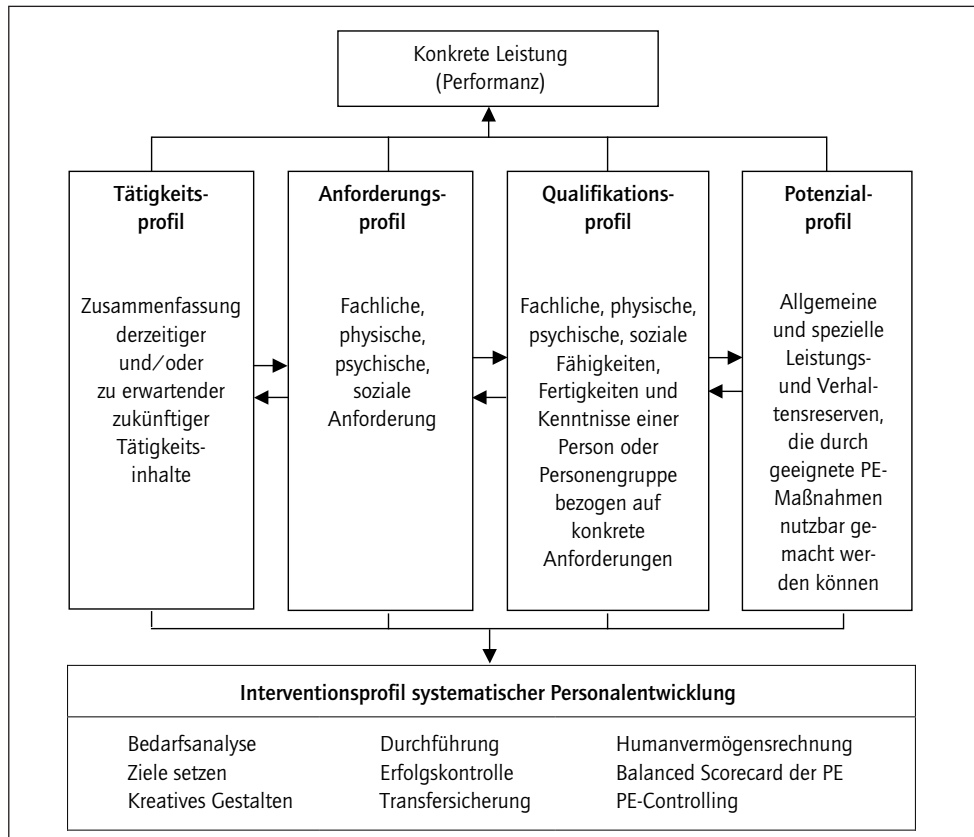 Konkrete Leistung
(Performanz)
Tätigkeits-
profil
Zusammenfassung
derzeitiger
und/oder
zu erwartender
zukünftiger
Tätigkeits-
inhalte
Anforderungs-
profil
Fachliche,
physische,
psychische,
soziale
Anforderung
Qualifikations-
profil
Fachliche, physische,
psychische, soziale
Fähigkeiten,
Fertigkeiten und
Kenntnisse einer
Person oder
Personengruppe
bezogen auf
konkrete
Anforderungen
Potenzial-
profil
Allgemeine
und spezielle
Leistungs-
und Verhal-
tensreserven,
die durch
geeignete PE-
Maßnahmen
nutzbar ge-
macht wer-
den können
Interventionsprofil systematischer Personalentwicklung
Bedarfsanalyse
Ziele setzen
Kreatives Gestalten
Durchführung
Erfolgskontrolle
Transfersicherung
Humanvermögensrechnung
Balanced Scorecard der PE
PE-Controlling